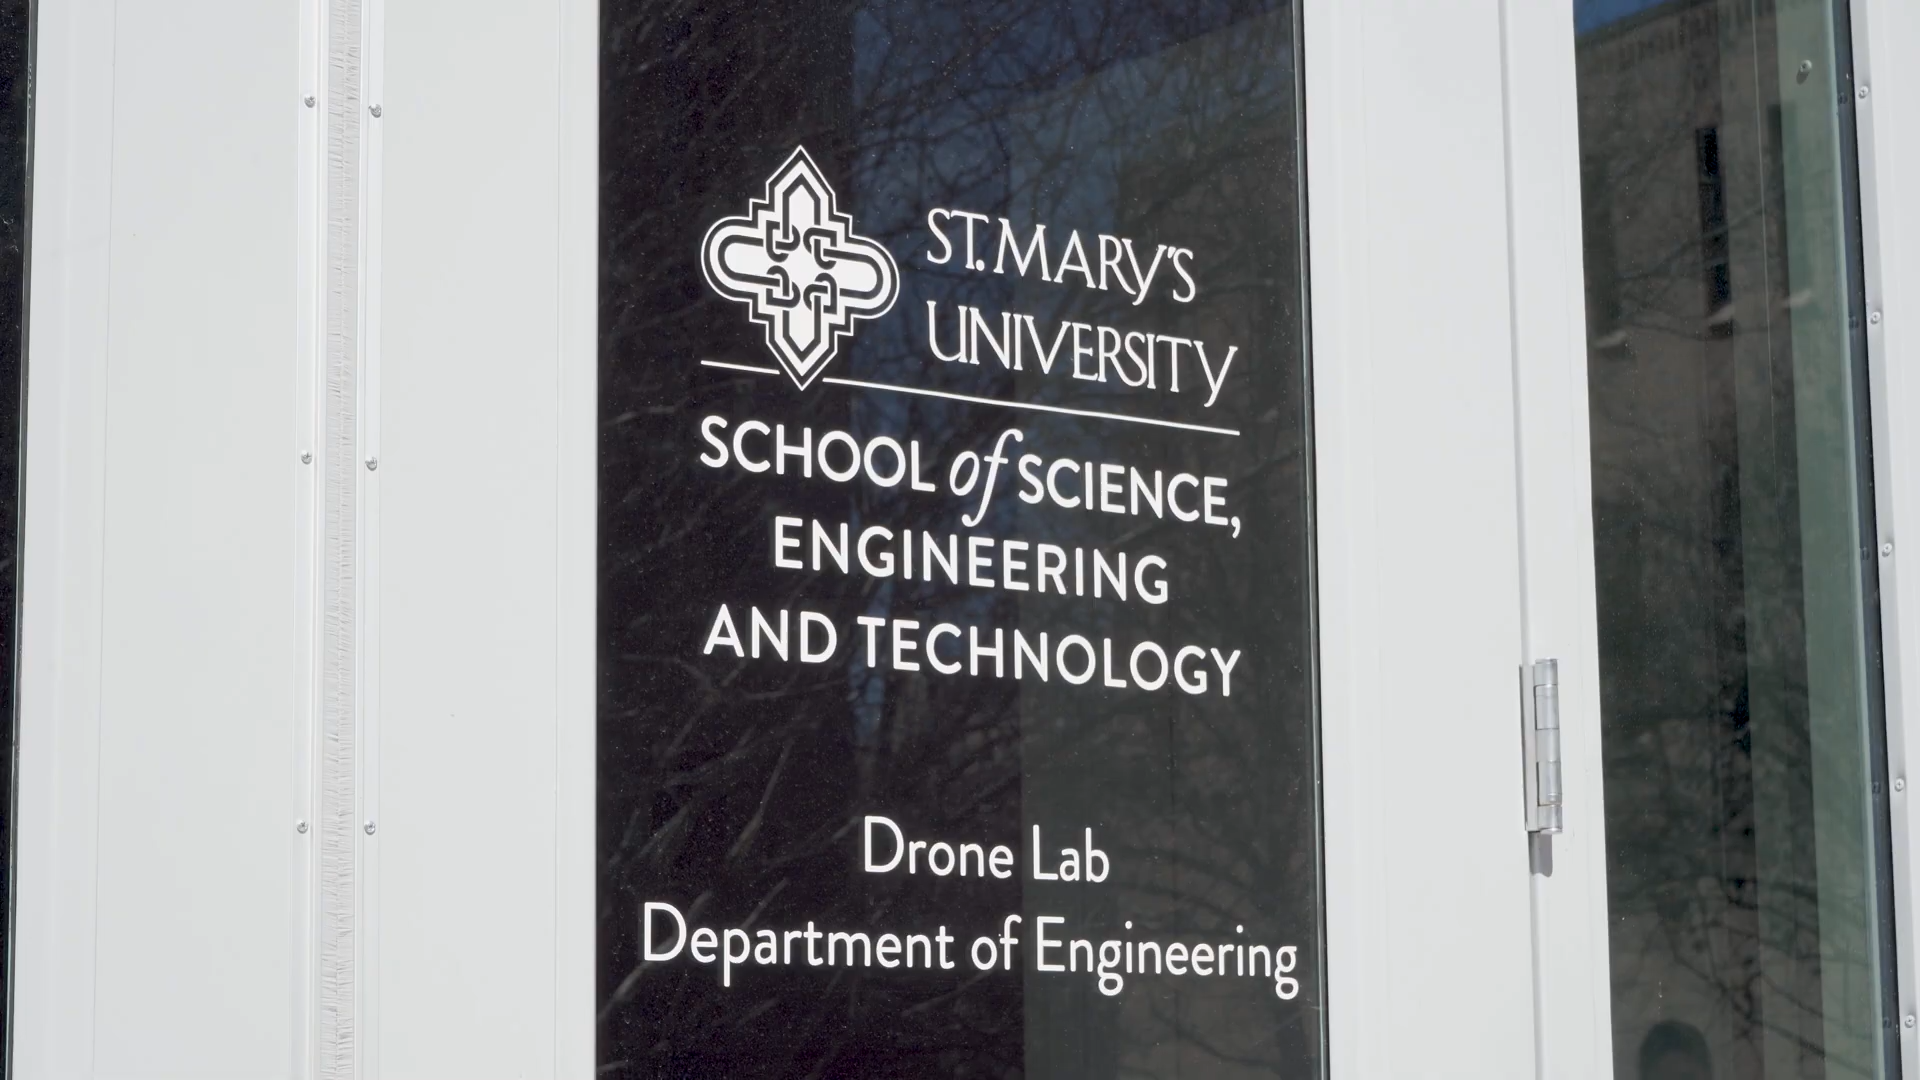 ST. MARY'S
UNIVERSITY
SCHOOL of SCIENCE,
ENGINEERING
AND TECHNOLOGY
Drone Lab
Department of Engineering